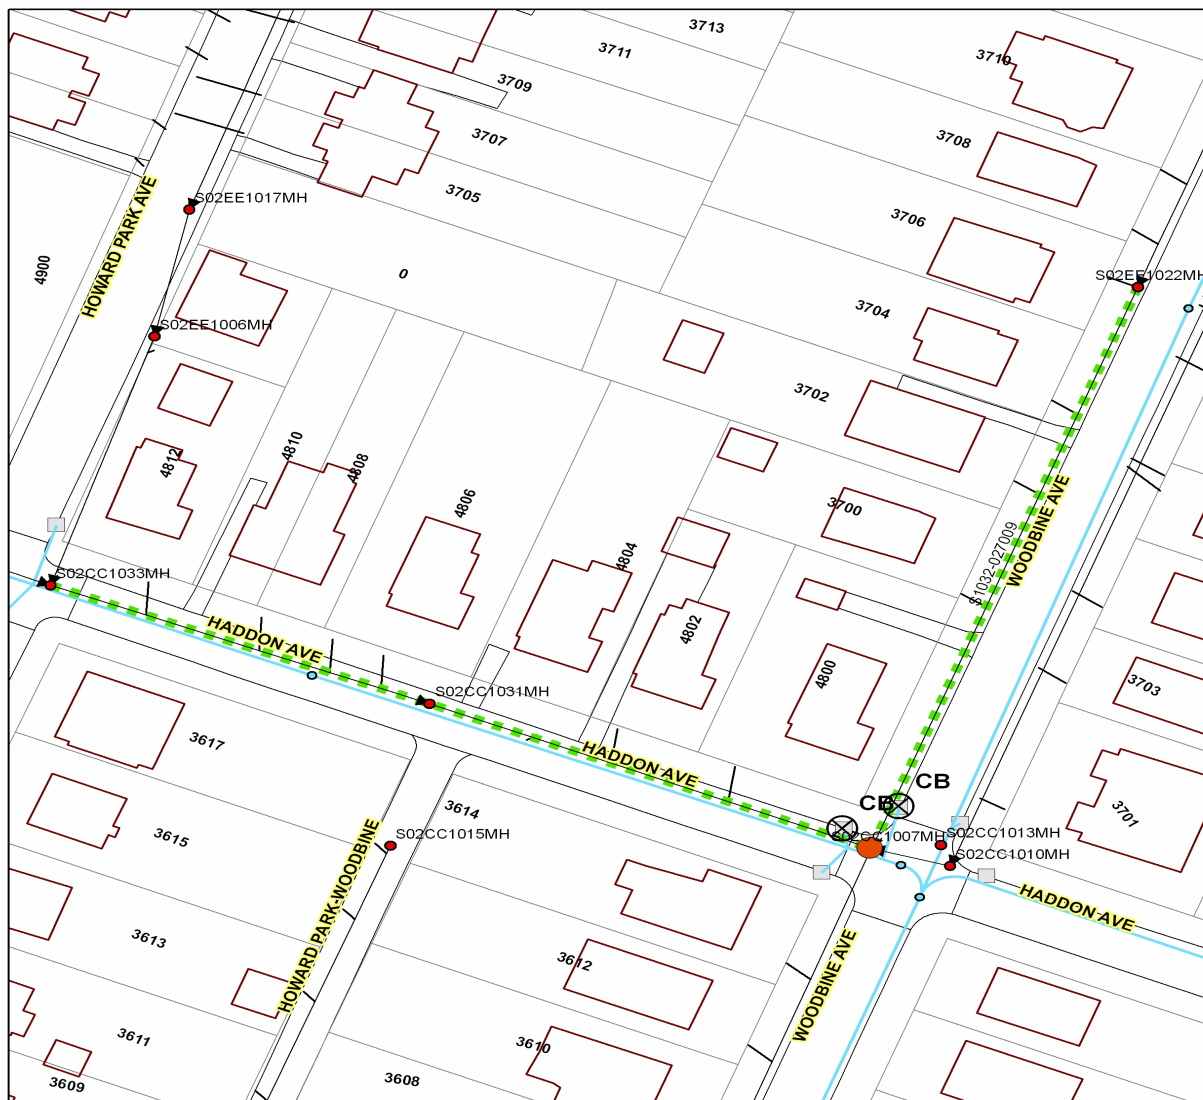 3713
3711
3710
3709
3707
3708
3705
S02EE1017MH
3706
HOWARD PARK AVE
4900
0
S02EE1022MH
3704
S02EE1006MH
3702
4810
4812
4808
4806
3700
WOODBINE AVE
S1032-027009
4804
S02CC1033MH
HADDON AVE
4802
4800
3703
S02CC1031MH
3617
HADDON AVE
CB
CB
3614
3701
3615
S02CC1015MH
S02CC1007MH
S02CC1013MH
S02CC1010MH
HADDON AVE
HOWARD PARK-WOODBINE
3613
3612
WOODBINE AVE
3611
3610
3609
3608